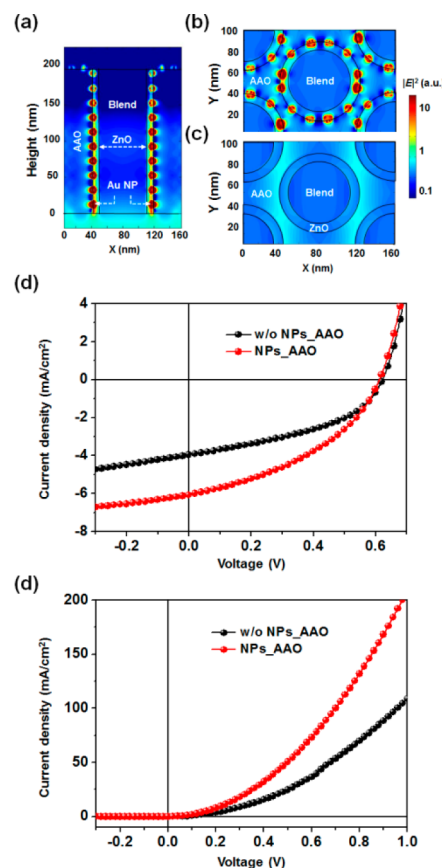 (a)
200
150
100
50
0
Height (nm)
AAO
Blend
ZnO
Au NP
0 40 80 120 160
X (nm)
(b)
100
80
60
40
20
0
Y (nm)
AAO
Blend
|E|² (a.u.)
10
1
0.1
(c)
100
80
60
40
20
0
Y (nm)
AAO
Blend
ZnO
0 40 80 120 160
X (nm)
(d)
4
2
0
-2
-4
-6
-8
Current density (mA/cm²)
w/o NPs_AAO
NPs_AAO
-0.2 0.0 0.2 0.4 0.6
Voltage (V)
(d)
200
150
100
50
0
Current density (mA/cm²)
w/o NPs_AAO
NPs_AAO
-0.2 0.0 0.2 0.4 0.6 0.8 1.0
Voltage (V)